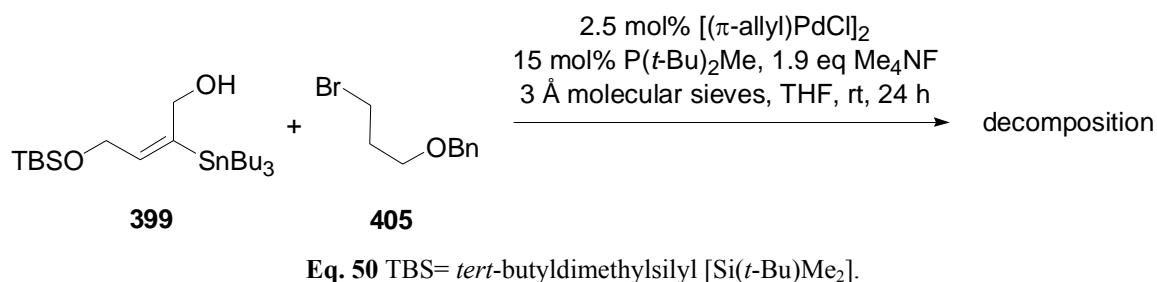 2.5 mol% [(π-allyl)PdCl]2
15 mol% P(t-Bu)2Me, 1.9 eq Me4NF
3 Å molecular sieves, THF, rt, 24 h
OH
TBSO
SnBu3
399
+
Br
OBn
405
decomposition
Eq. 50 TBS= tert-butyldimethylsilyl [Si(t-Bu)Me2].